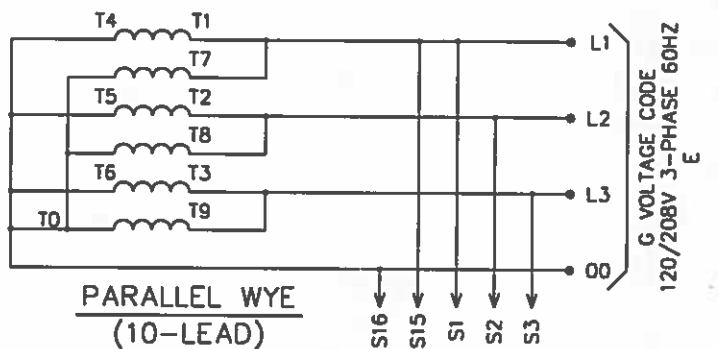 T4 T1
T7
T5 T2
T8
T6 T3
T0 T9
L1
L2
L3
00
G VOLTAGE CODE
120/208V 3-PHASE 60HZ
E
S16 S15 S1 S2 S3
PARALLEL WYE
(10-LEAD)